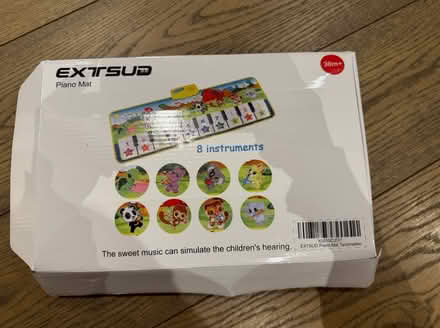 EXTSUD
Piano Mat
36m+
8 instruments
The sweet music can simulate the children's hearing.
EXTSUD Piano Mat